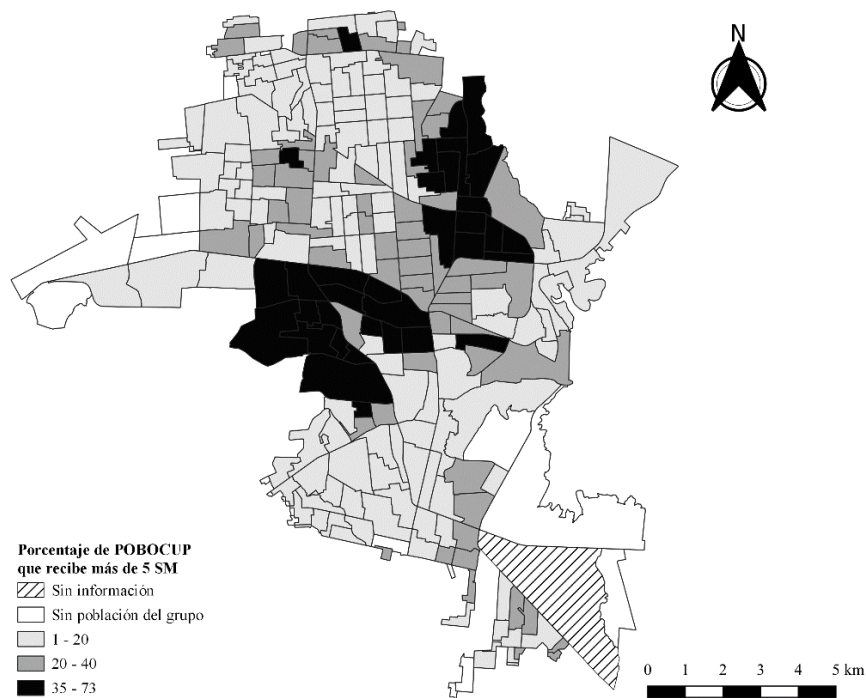 N
Porcentaje de POBOCUP
que recibe más de 5 SM
Sin información
Sin población del grupo
1 - 20
20 - 40
35 - 73
0 1 2 3 4 5 km